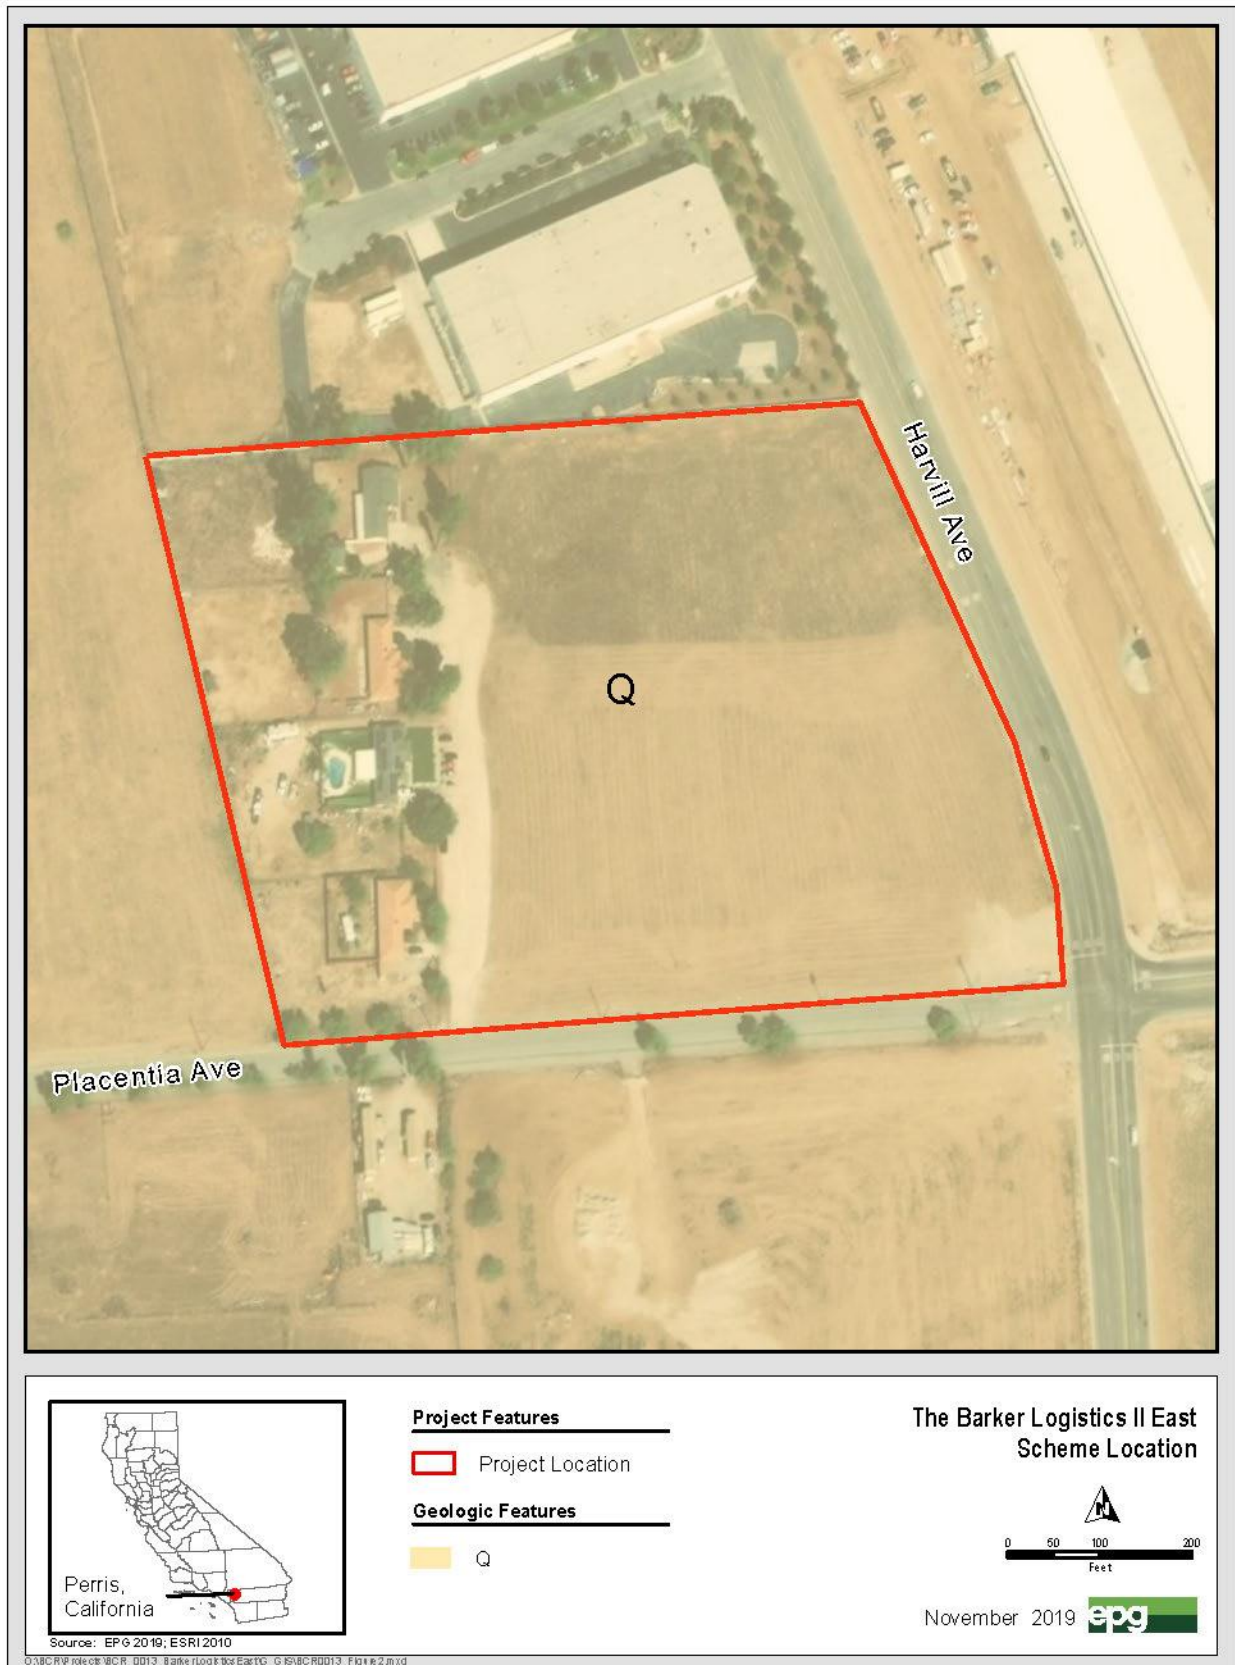 Harvill Ave
Q
Placentia Ave
Perris,
California
Source: EPG 2019; ESRI 2010
Project Features
Project Location
Geologic Features
Q
The Barker Logistics II East
Scheme Location
N
0 50 100 200
Feet
November 2019
epg